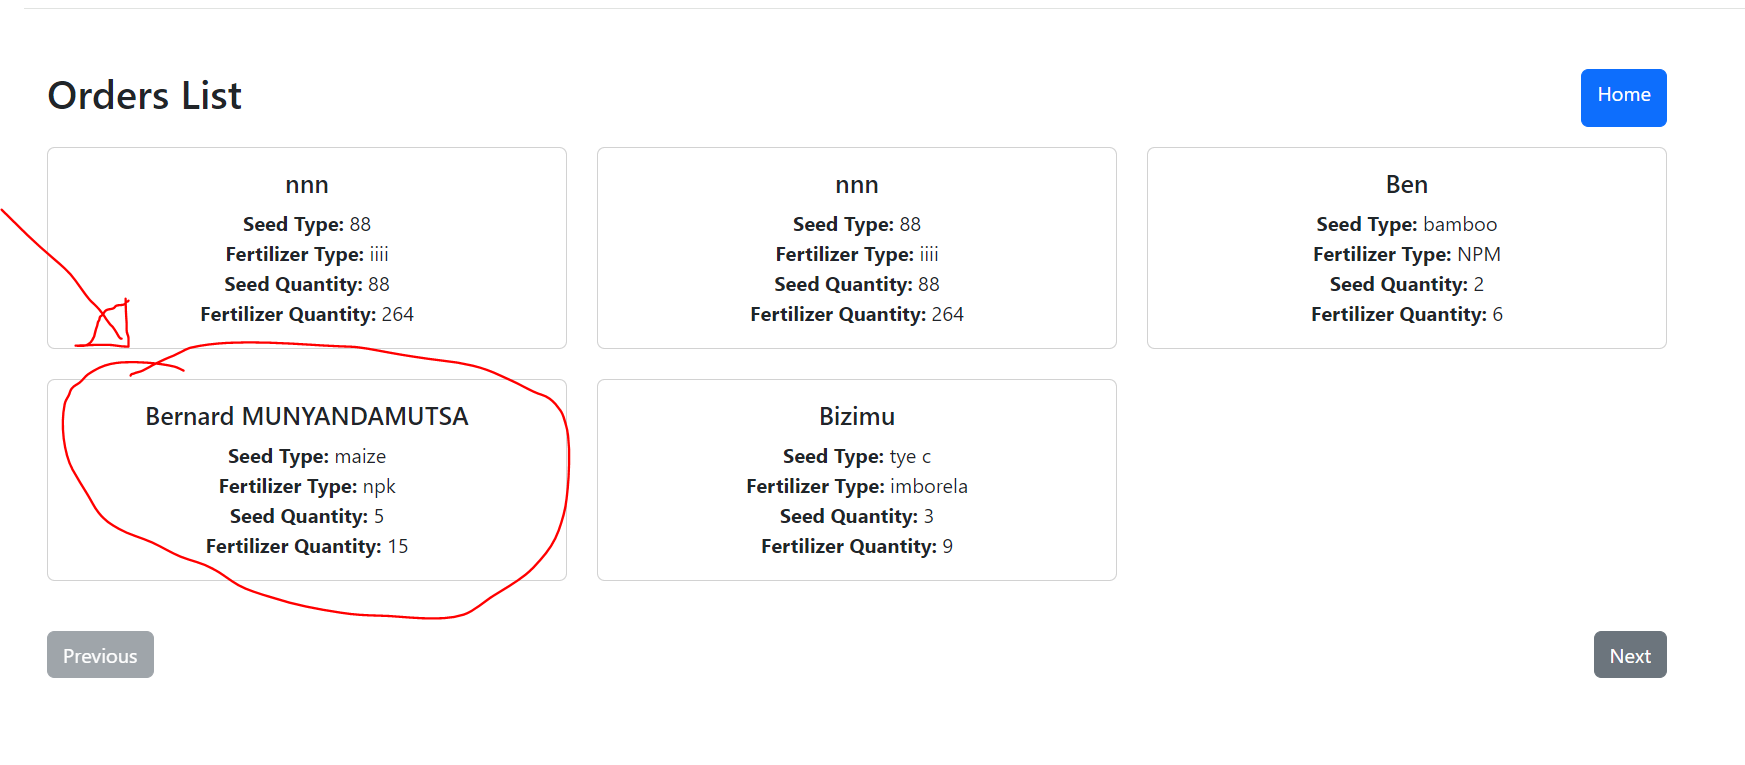 Orders List
Home
nnn
Seed Type: 88
Fertilizer Type: iiii
Seed Quantity: 88
Fertilizer Quantity: 264
nnn
Seed Type: 88
Fertilizer Type: iiii
Seed Quantity: 88
Fertilizer Quantity: 264
Ben
Seed Type: bamboo
Fertilizer Type: NPM
Seed Quantity: 2
Fertilizer Quantity: 6
Bernard MUNYANDAMUTSA
Seed Type: maize
Fertilizer Type: npk
Seed Quantity: 5
Fertilizer Quantity: 15
Bizimu
Seed Type: tye c
Fertilizer Type: imborela
Seed Quantity: 3
Fertilizer Quantity: 9
Previous
Next